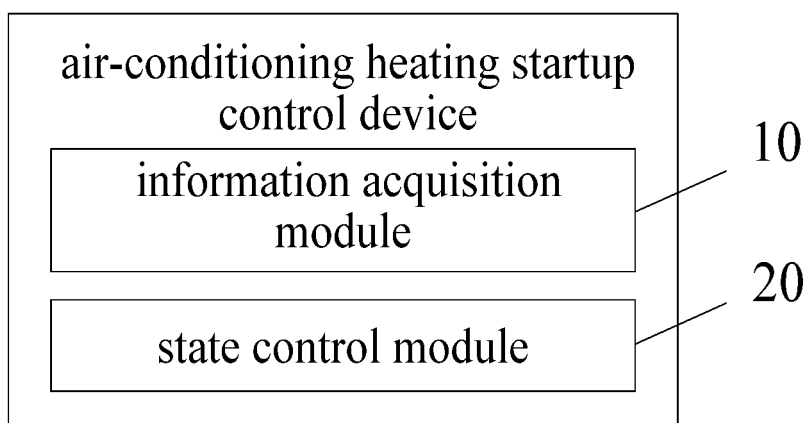 air-conditioning heating startup
control device
information acquisition
module
10
state control module
20